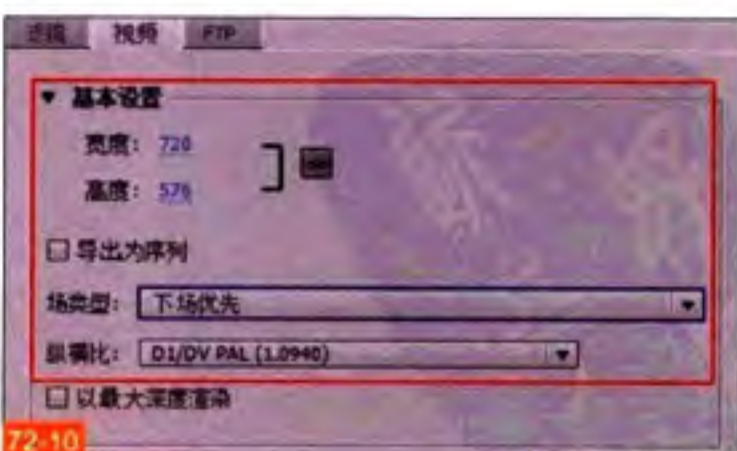 滤镜 视频 FTP
基本设置
宽度: 720
高度: 576
导出为序列
场类型: 下场优先
纵横比: D1/DV PAL (1.0940)
以最大深度渲染
72-10